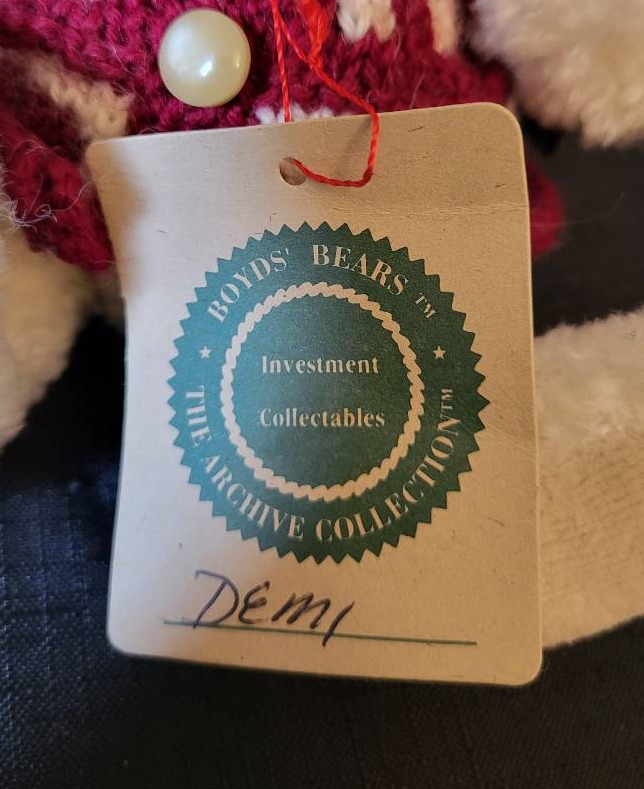 BOYDS' BEARS™
Investment
Collectables
THE ARCHIVE COLLECTION™
DEMI